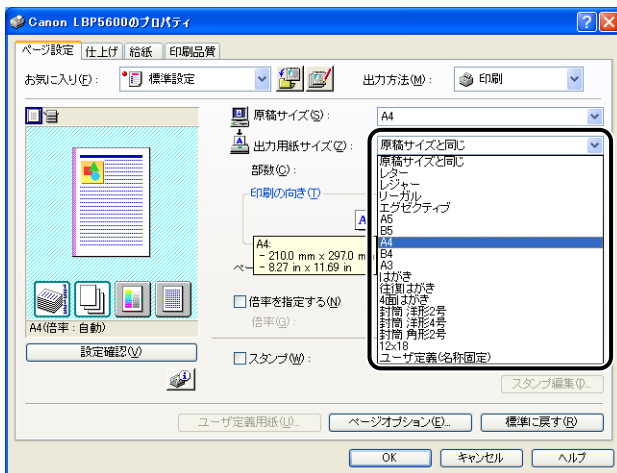 Canon LBP5600のプロパティ
ページ設定 仕上げ 給紙 印刷品質
お気に入り(F): 標準設定 出力方法(M): 印刷
原稿サイズ(S): A4
出力用紙サイズ(Z): 原稿サイズと同じ
原稿サイズと同じ
レター
レジャー
リーガル
エグゼクティブ
A5
B5
A4
B4
A3
はがき
往復はがき
4面はがき
封筒 洋形2号
封筒 洋形4号
封筒 角形2号
12x18
ユーザ定義(名称固定)
部数(C):
印刷の向き(T)
A
A4:
- 210.0 mm x 297.0 m
- 8.27 in x 11.69 in
ペー
倍率を指定する(N)
倍率(G):
A4(倍率:自動)
設定確認(V)
スタンプ(W):
スタンプ編集(I)...
ユーザ定義用紙(U)... ページオプション(E)... 標準に戻す(R)
OK キャンセル ヘルプ